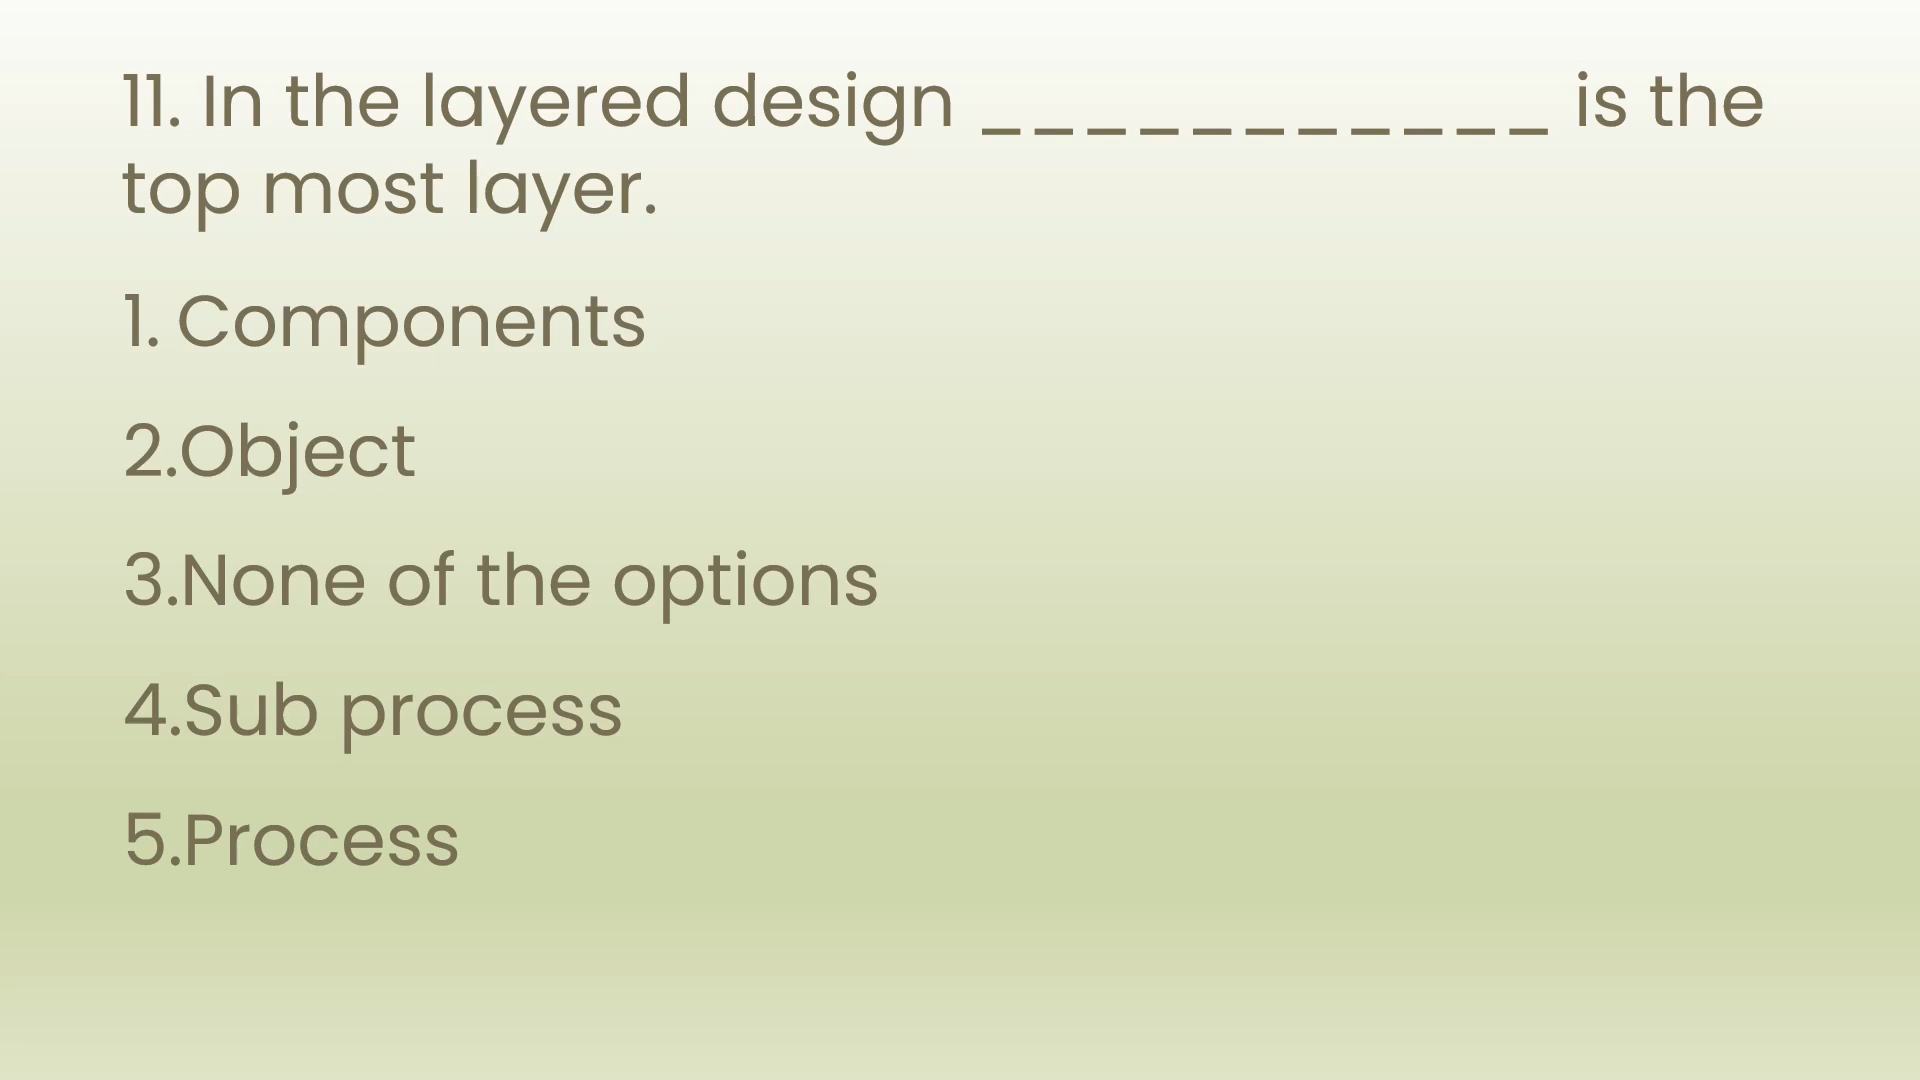 11. In the layered design ___________ is the
top most layer.
1. Components
2.Object
3.None of the options
4.Sub process
5.Process